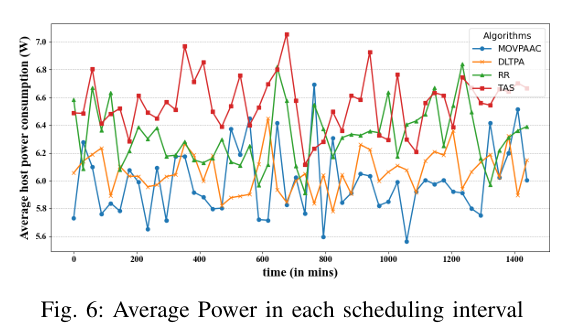 Algorithms
MOVPAAC
DLTPA
RR
TAS
Average host power consumption (W)
7.0
6.8
6.6
6.4
6.2
6.0
5.8
5.6
0 200 400 600 800 1000 1200 1400
time (in mins)
Fig. 6: Average Power in each scheduling interval